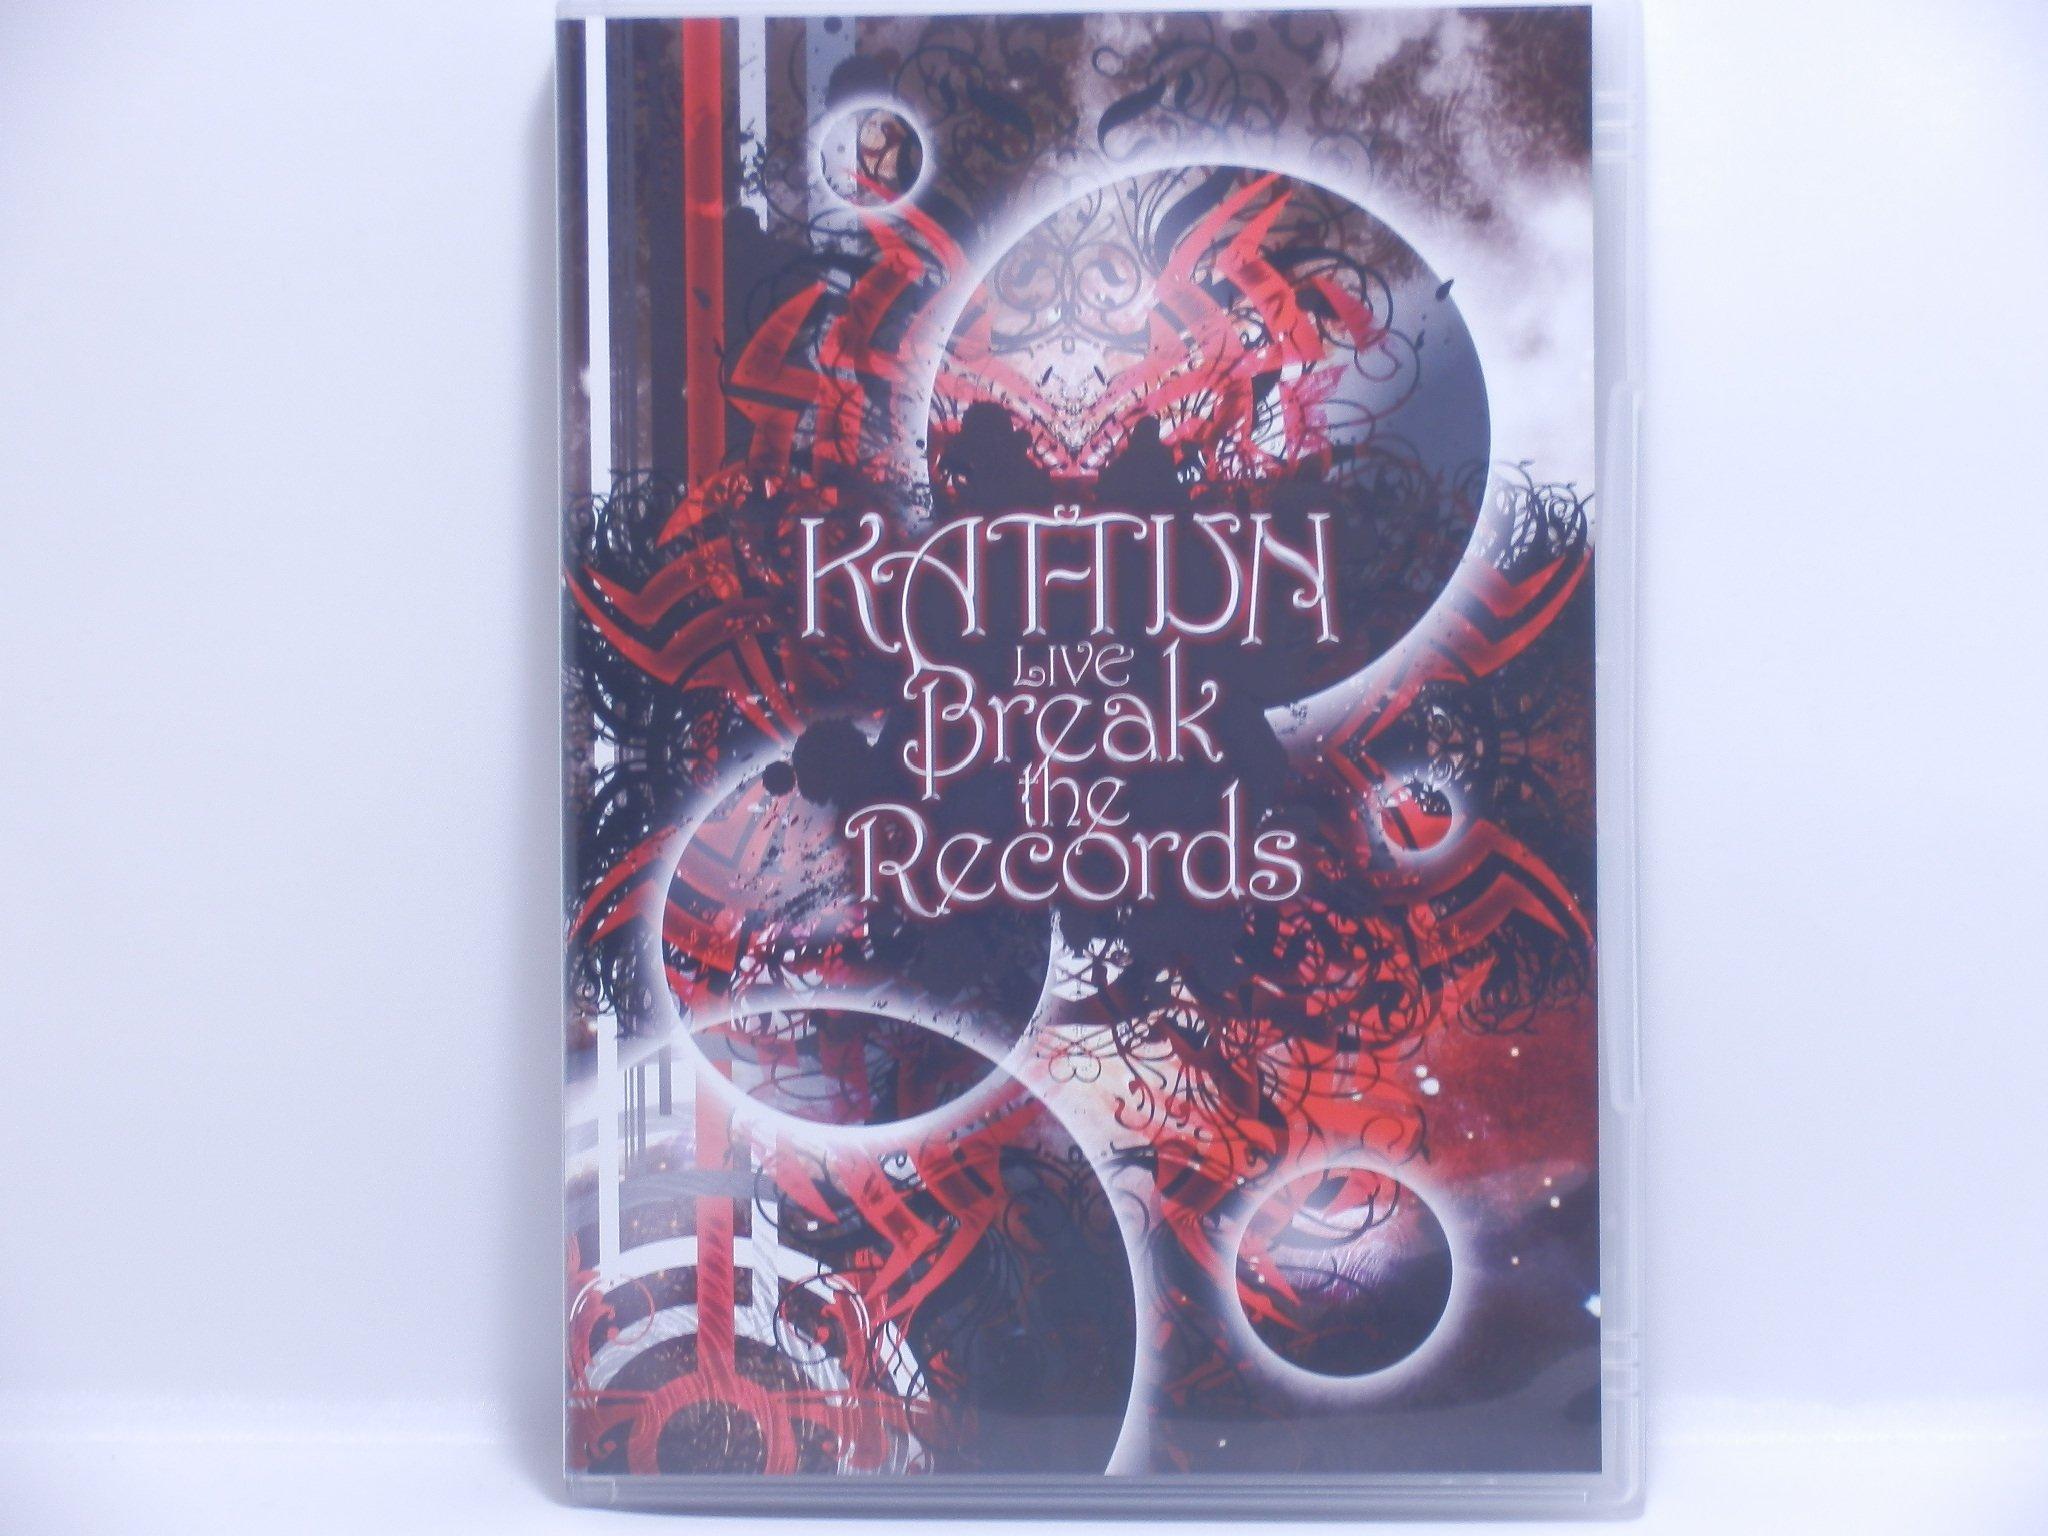 KAT-TUN
LIVE
Break
the
Records